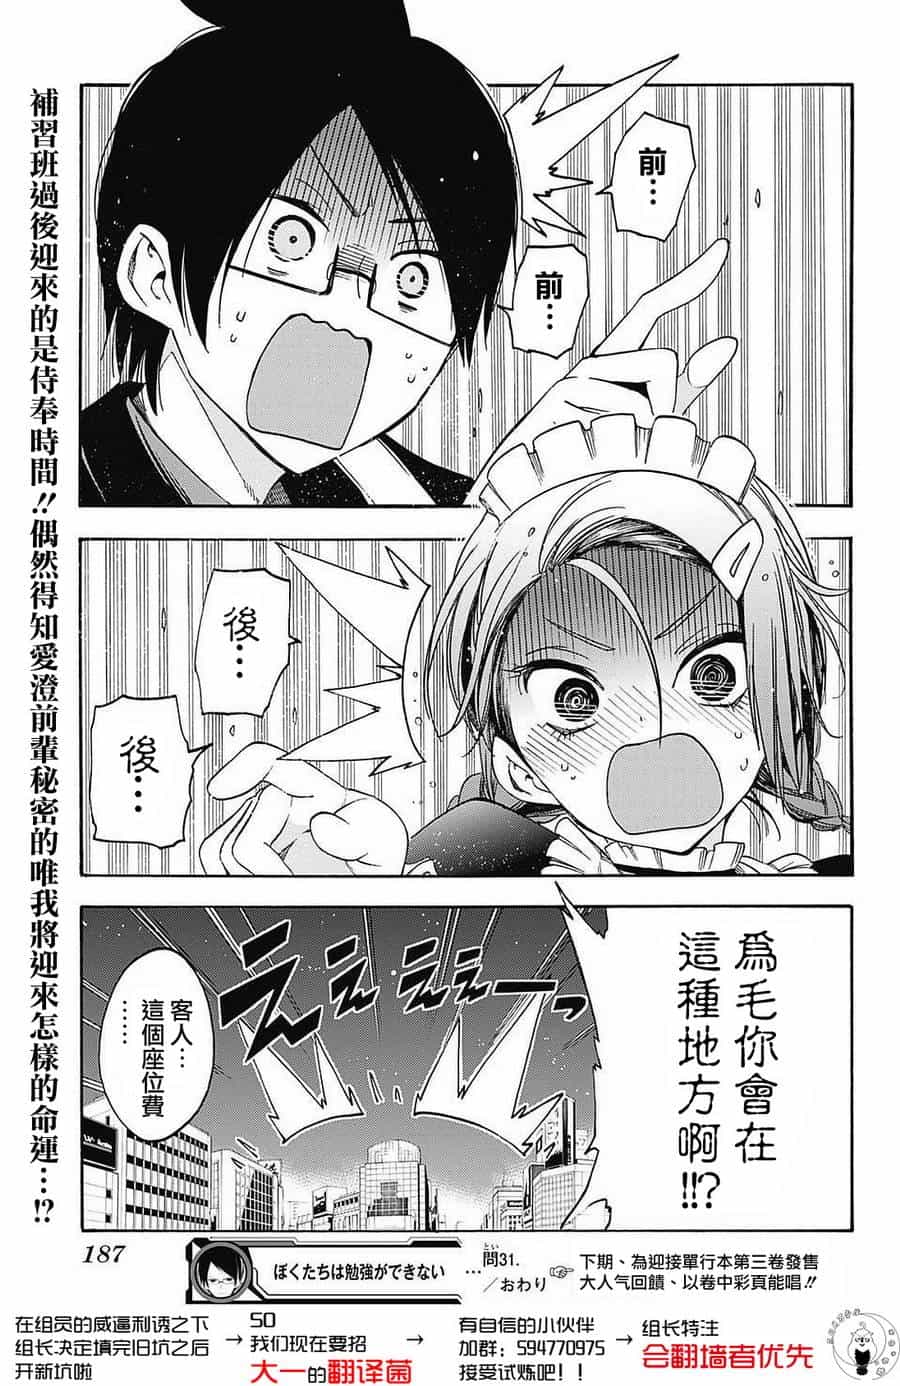 前…
前…
後…
後…
爲毛你會在
這種地方啊!!?
えぇぇぇーっ
客人…
這個座位費
……
補習班過後迎來的是侍奉時間!!偶然得知愛澄前輩秘密的唯我將迎來怎樣的命運…!?
187
ぼくたちは勉強ができない
…問31.
とい
／おわり
☞下期、為迎接單行本第三卷發售
大人气回饋、以卷中彩頁能唱!!
在组员的威逼利诱之下
组长决定填完旧坑之后
开新坑啦
→
SO
我们现在要招
大一的翻译菌
→
有自信的小伙伴
加群：594770975
接受试炼吧！！
→
组长特注
会翻墙者优先